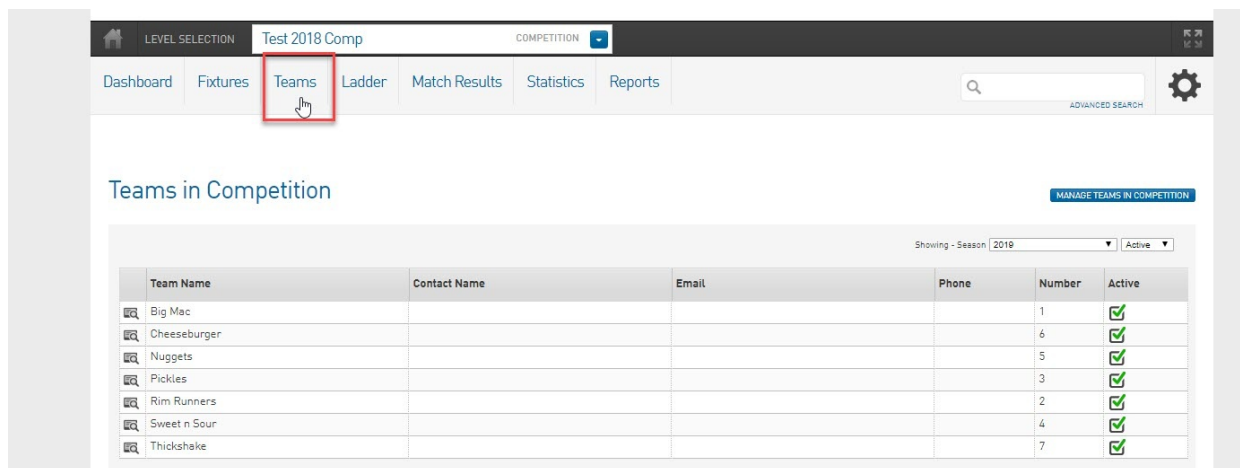 LEVEL SELECTION Test 2018 Comp COMPETITION
Dashboard Fixtures Teams Ladder Match Results Statistics Reports
ADVANCED SEARCH
Teams in Competition
MANAGE TEAMS IN COMPETITION
Showing - Season 2019 Active
Team Name Contact Name Email Phone Number Active
Big Mac 1
Cheeseburger 6
Nuggets 5
Pickles 3
Rim Runners 2
Sweet n Sour 4
Thickshake 7